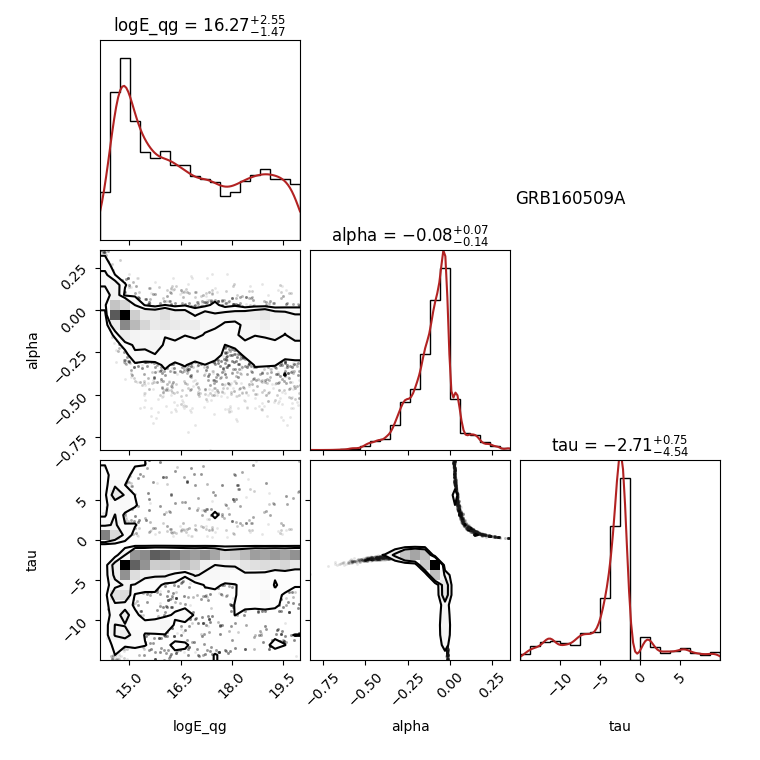 logE_qg = 16.27^{+2.55}_{-1.47}
GRB160509A
alpha = −0.08^{+0.07}_{−0.14}
0.25
0.00
−0.25
−0.50
−0.75
alpha
tau = −2.71^{+0.75}_{−4.54}
5
0
−5
−10
tau
15.0 16.5 18.0 19.5
−0.75 −0.50 −0.25 0.00 0.25
−10 −5 0 5
logE_qg alpha tau